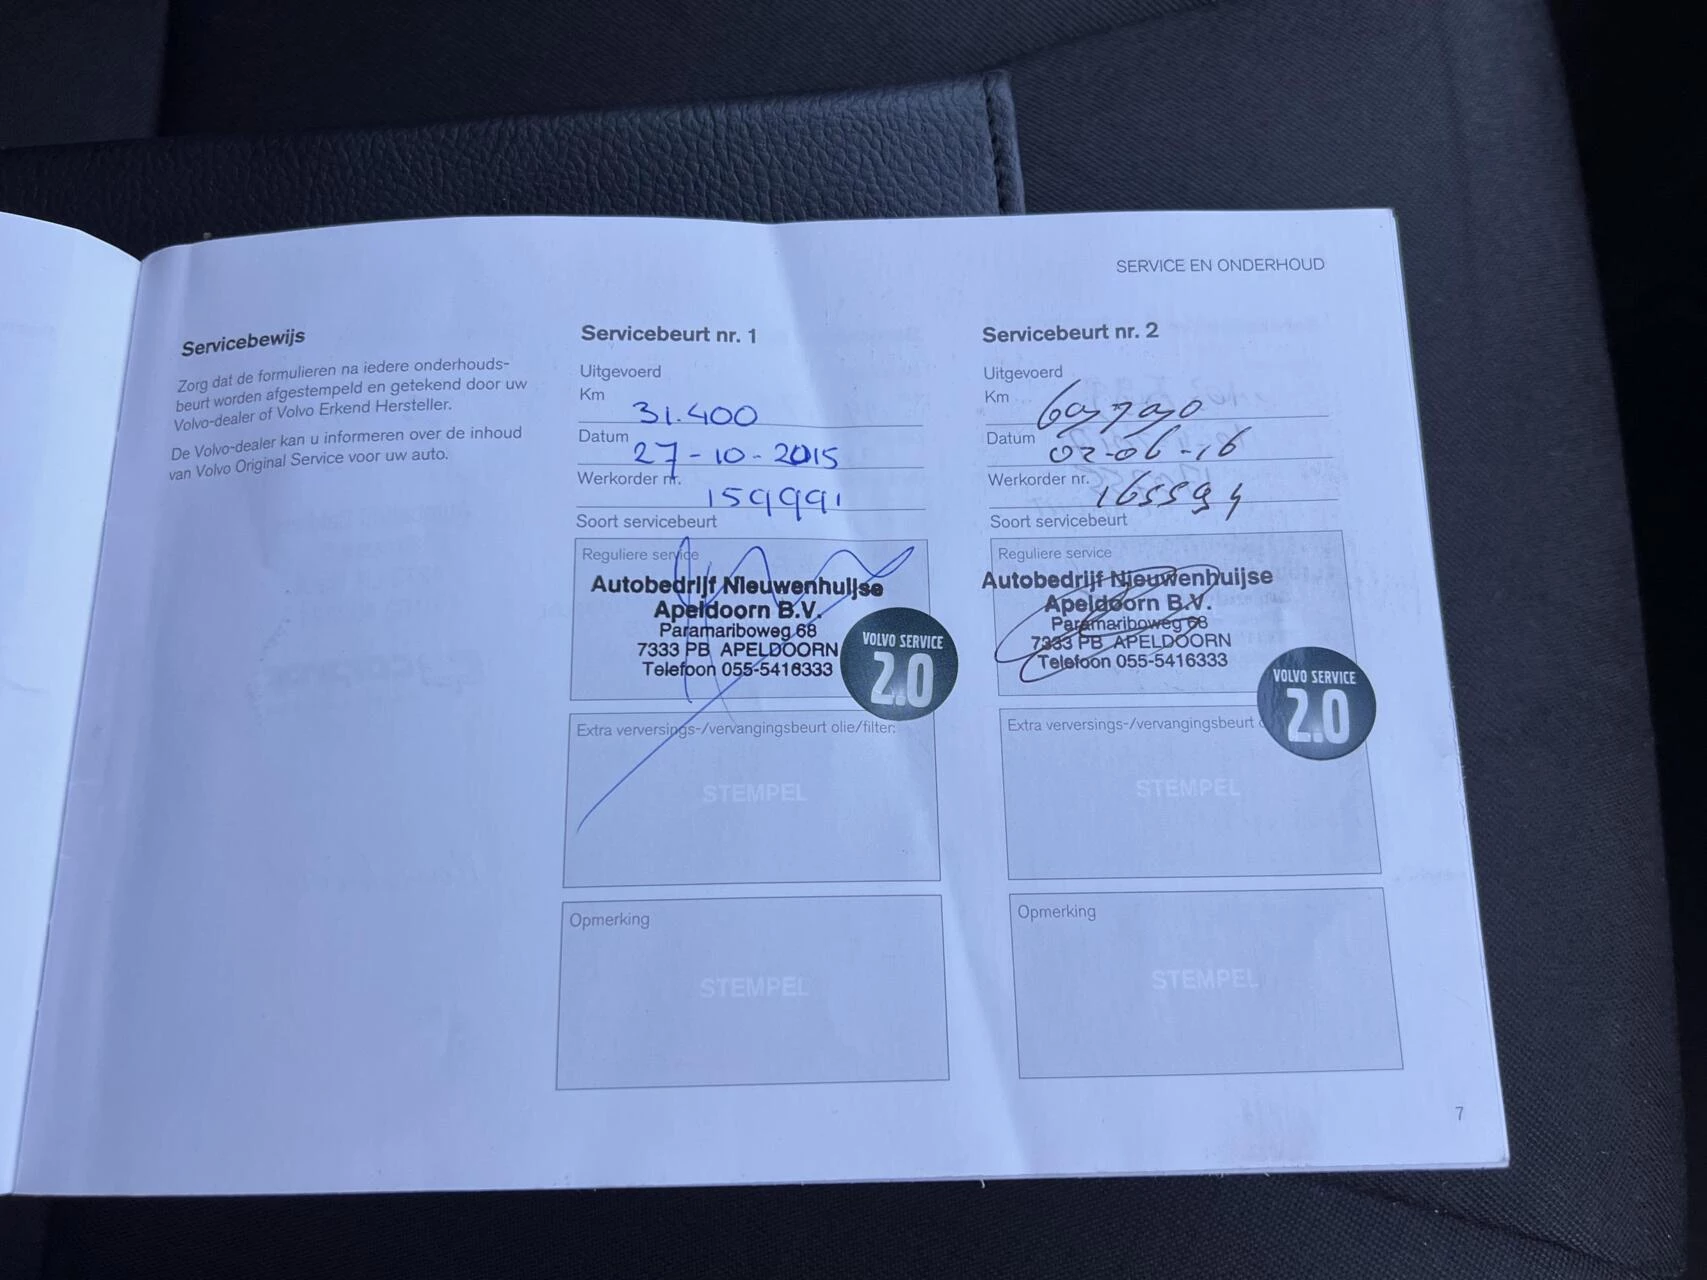 SERVICE EN ONDERHOUD
Servicebewijs
Zorg dat de formulieren na iedere onderhouds-
beurt worden afgestempeld en getekend door uw
Volvo-dealer of Volvo Erkend Hersteller.
De Volvo-dealer kan u informeren over de inhoud
van Volvo Original Service voor uw auto.
Servicebeurt nr. 1
Uitgevoerd
Km 31.400
Datum 27-10-2015
Werkorder nr. 159991
Soort servicebeurt
Reguliere service
Autobedrijf Nieuwenhuijse
Apeldoorn B.V.
Paramariboweg 68
7333 PB APELDOORN
Telefoon 055-5416333
VOLVO SERVICE
2.0
Extra verversings-/vervangingsbeurt olie/filter:
STEMPEL
Opmerking
STEMPEL
Servicebeurt nr. 2
Uitgevoerd
Km
Datum 02-06-16
Werkorder nr. 165594
Soort servicebeurt
Reguliere service
Autobedrijf Nieuwenhuijse
Apeldoorn B.V.
Paramariboweg 68
7333 PB APELDOORN
Telefoon 055-5416333
VOLVO SERVICE
2.0
Extra verversings-/vervangingsbeurt
STEMPEL
Opmerking
STEMPEL
7